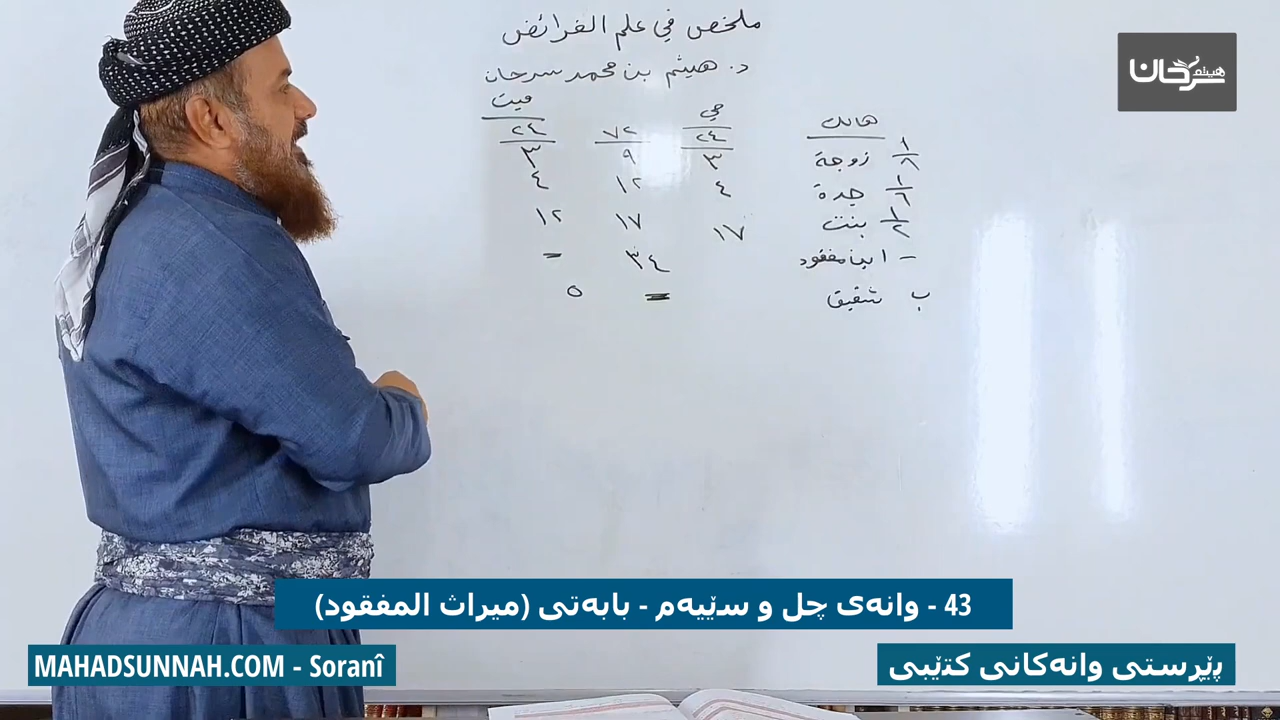 ملخص في علم الفرائض
د. هيثم بن محمد سرحان
هيثم سرحان
هالك حي ميت
٢٤ ٧٢ ٢٤
١/٨ زوجة ٣ ٩ ٣
١/٦ جدة ٤ ١٢ ٤
١/٢ بنت ١٧ ١٧ ١٢
- ابن مفقود ٣٤ =
ب شقيق = ٥
43 - وانەی چل و سێیەم - بابەتی (میراث المفقود)
MAHADSUNNAH.COM - Soranî
پێڕستی وانەکانی کتێبی